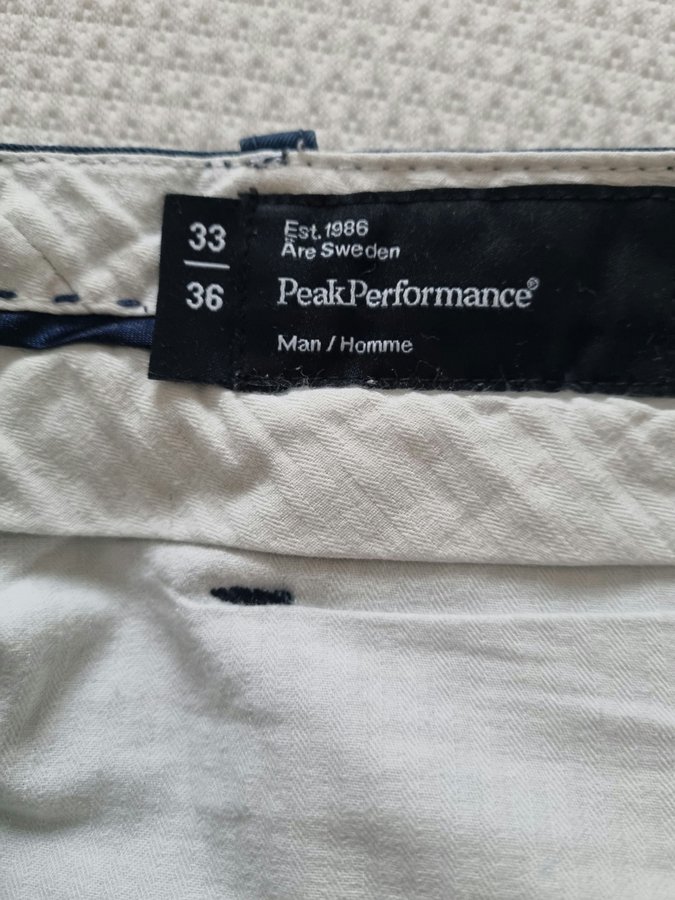 33
36
Est. 1986
Åre Sweden
PeakPerformance®
Man / Homme